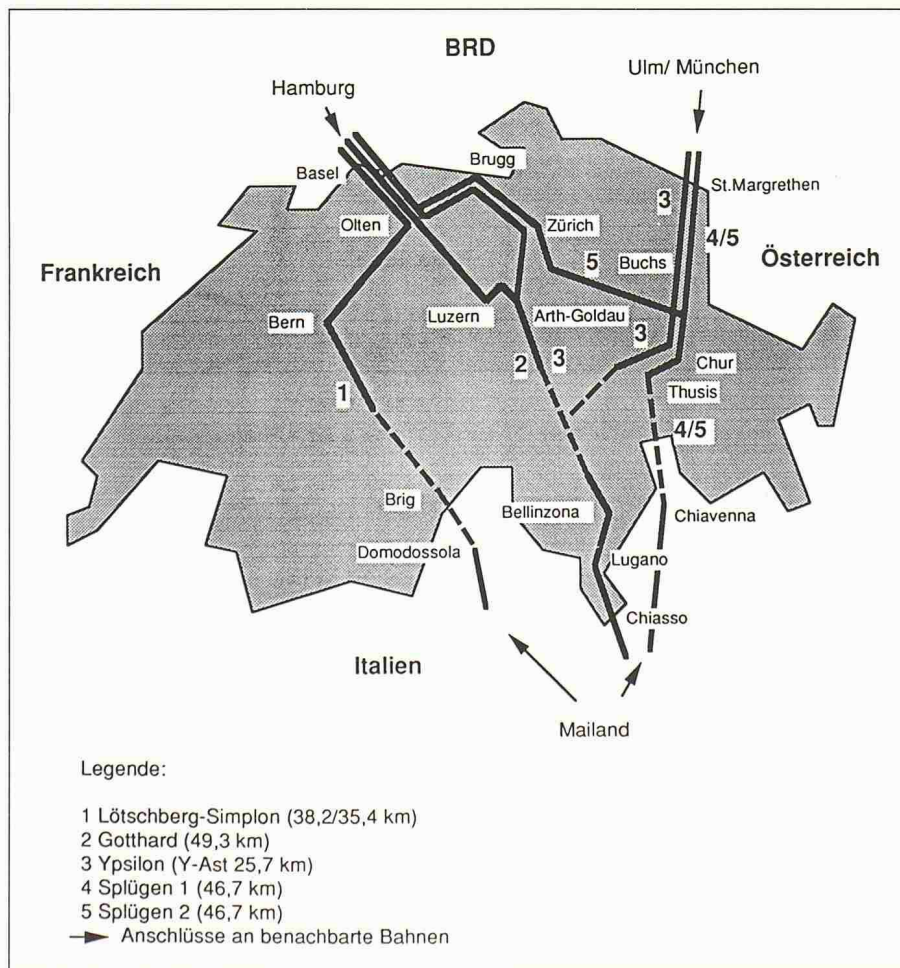 BRD
Ulm/ München
Hamburg
Brugg
Basel
St.Margrethen
3
Olten
Zürich
4/5
5
Buchs
Frankreich
Österreich
Bern
Luzern
Arth-Goldau
3
2
3
Chur
Thusis
1
4/5
Brig
Bellinzona
Chiavenna
Domodossola
Lugano
Chiasso
Italien
Mailand
Legende:
1 Lötschberg-Simplon (38,2/35,4 km)
2 Gotthard (49,3 km)
3 Ypsilon (Y-Ast 25,7 km)
4 Splügen 1 (46,7 km)
5 Splügen 2 (46,7 km)
Anschlüsse an benachbarte Bahnen